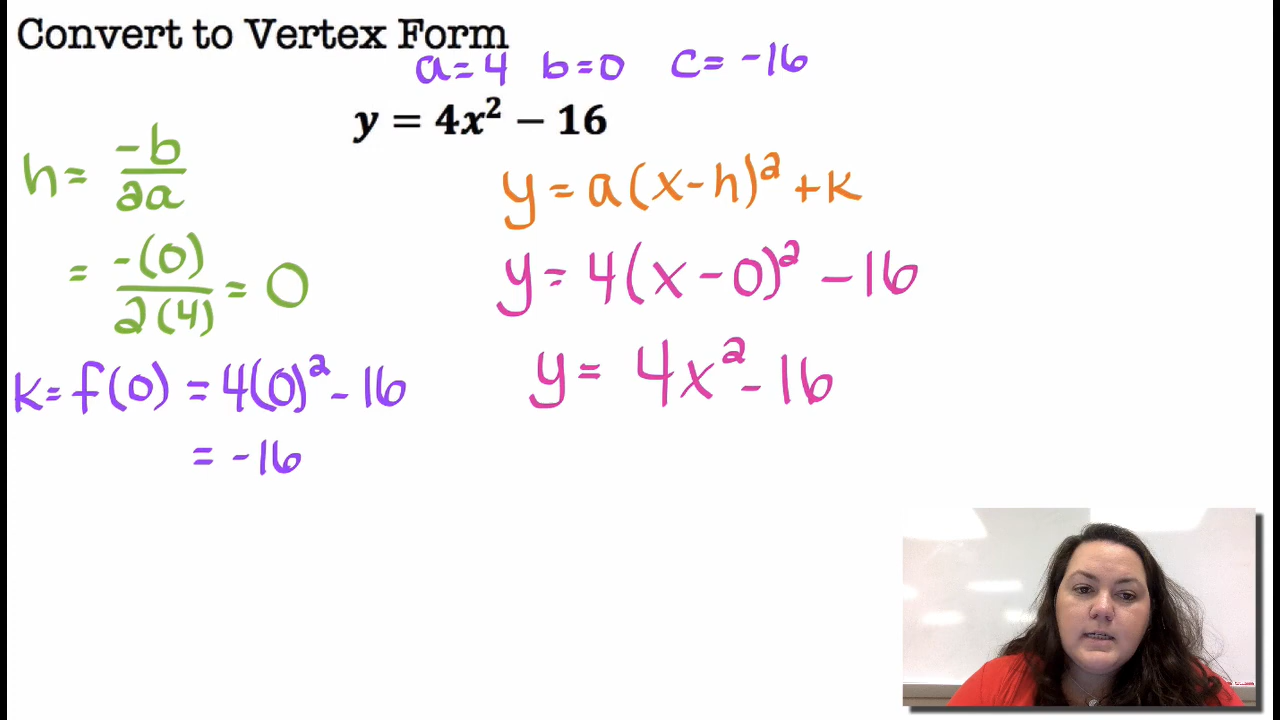 Convert to Vertex Form
a=4 b=0 c= -16
y = 4x² − 16
h= -b/2a
= -(0)/2(4) = 0
k= f(0) = 4(0)² - 16
= -16
y = a(x-h)² +k
y= 4(x-0)² -16
y= 4x² -16